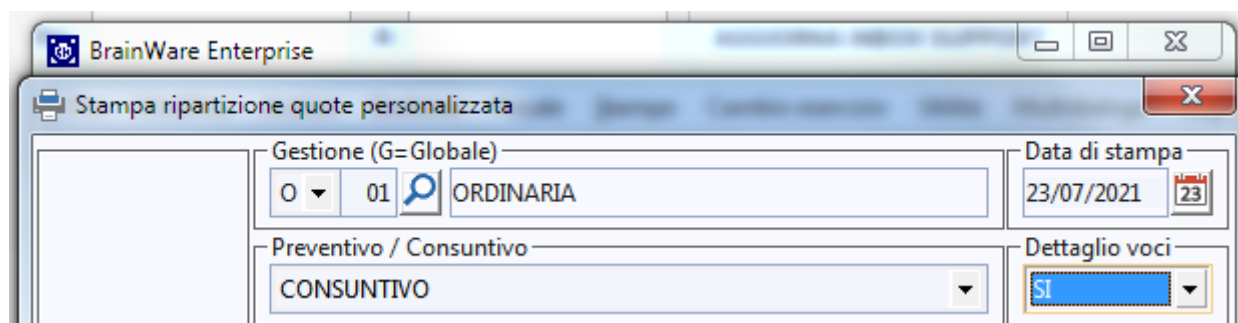 BrainWare Enterprise
Stampa ripartizione quote personalizzata
Gestione (G=Globale)
Data di stampa
O 01 ORDINARIA
23/07/2021 23
Preventivo / Consuntivo
Dettaglio voci
CONSUNTIVO
SI